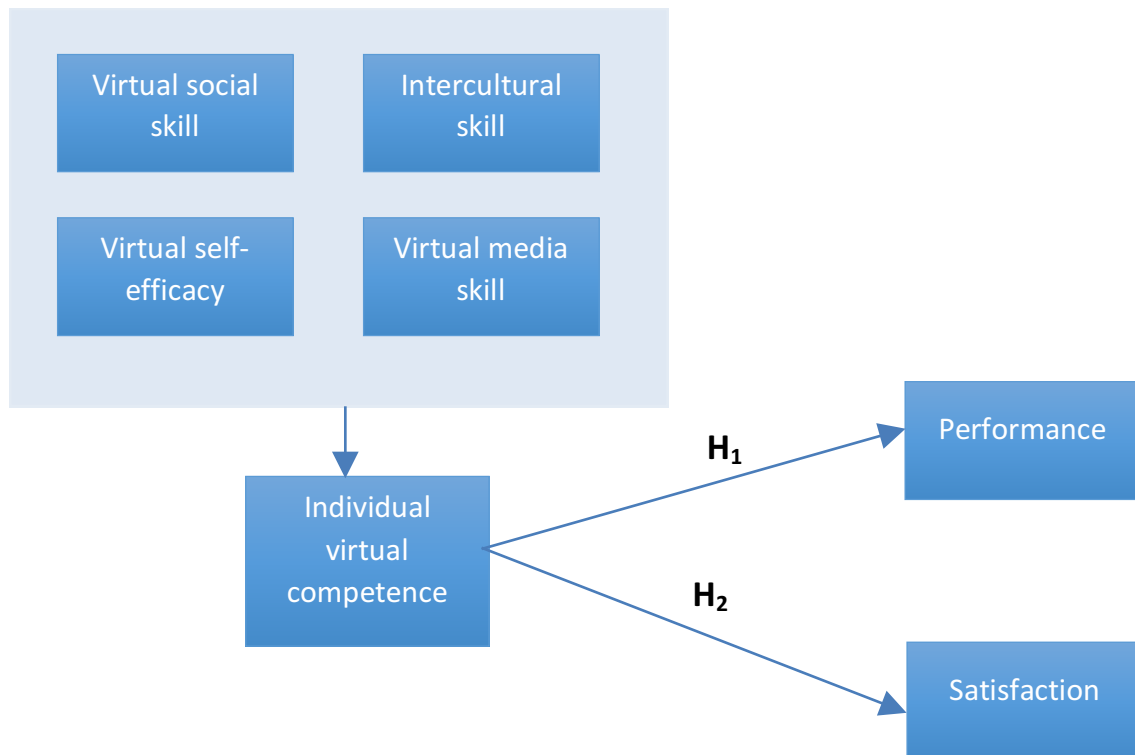 Virtual social
skill
Intercultural
skill
Virtual self-
efficacy
Virtual media
skill
Individual
virtual
competence
H₁
Performance
H₂
Satisfaction